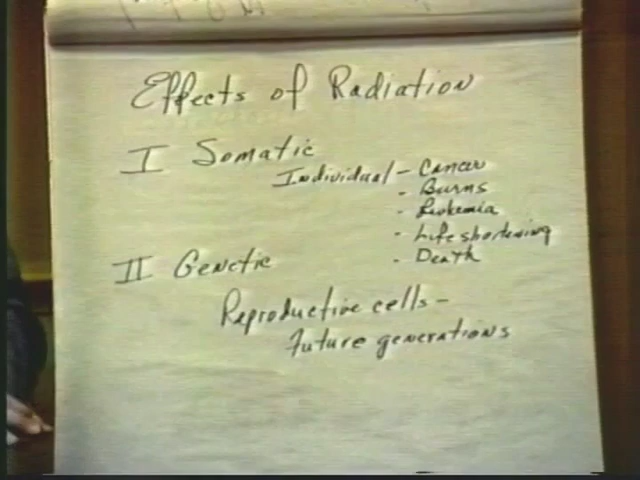 Effects of Radiation
I Somatic
Individual - Cancer
- Burns
- Leukemia
- Life shortening
- Death
II Genetic
Reproductive cells -
Future generations